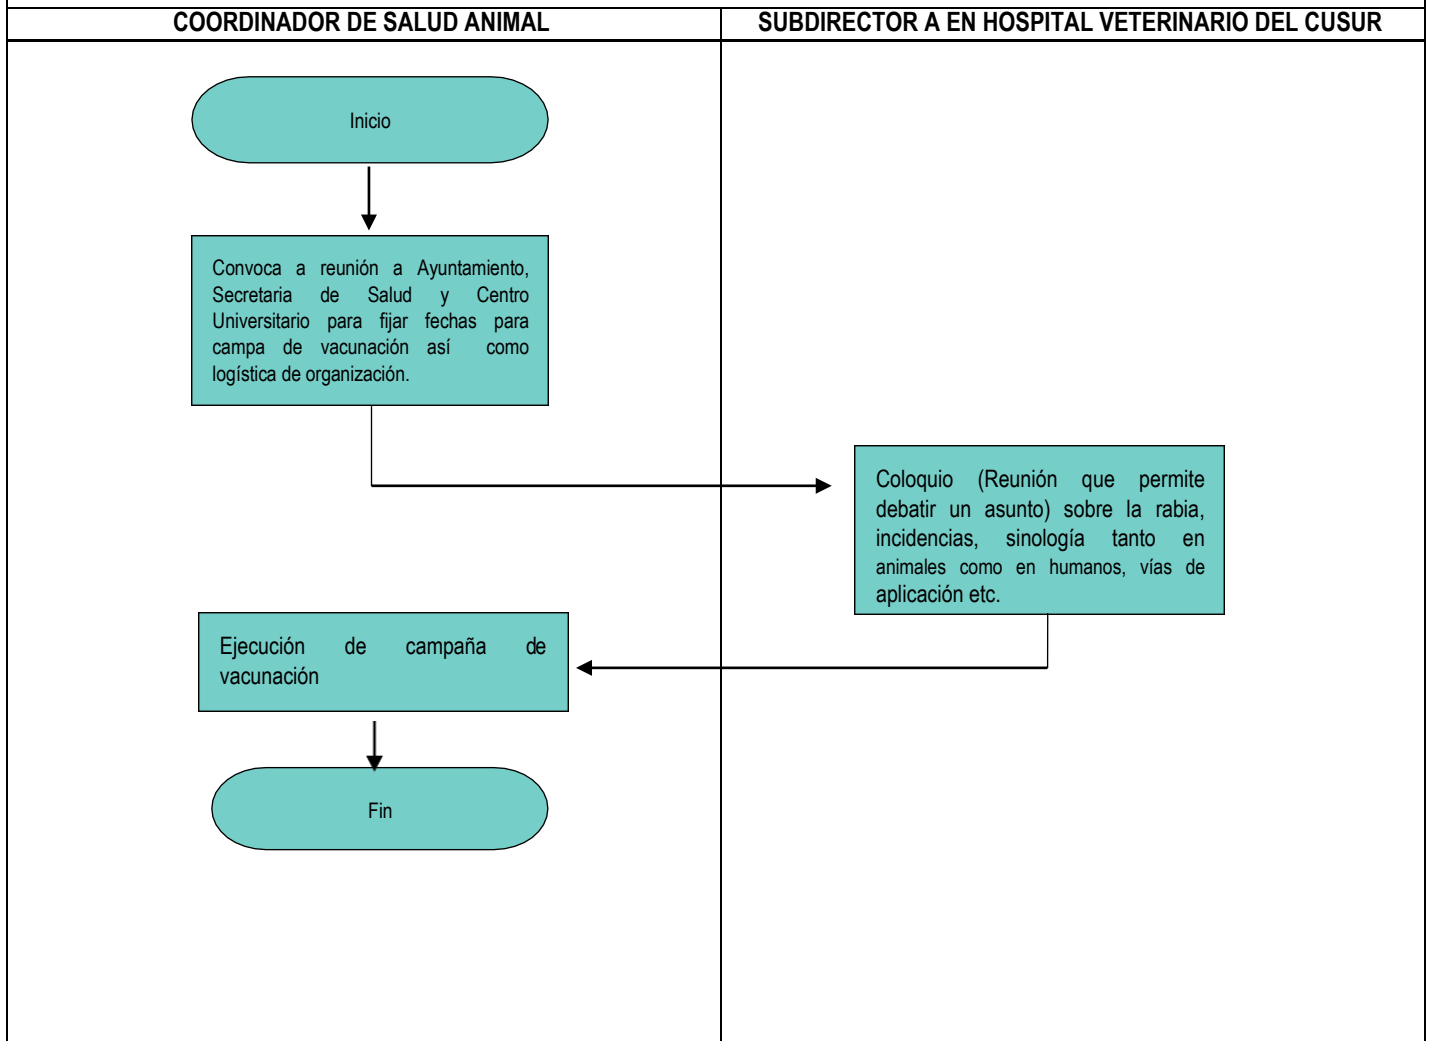 COORDINADOR DE SALUD ANIMAL
SUBDIRECTOR A EN HOSPITAL VETERINARIO DEL CUSUR
Inicio
Convoca a reunión a Ayuntamiento,
Secretaria de Salud y Centro
Universitario para fijar fechas para
campa de vacunación así como
logística de organización.
Coloquio (Reunión que permite
debatir un asunto) sobre la rabia,
incidencias, sinología tanto en
animales como en humanos, vías de
aplicación etc.
Ejecución de campaña de
vacunación
Fin